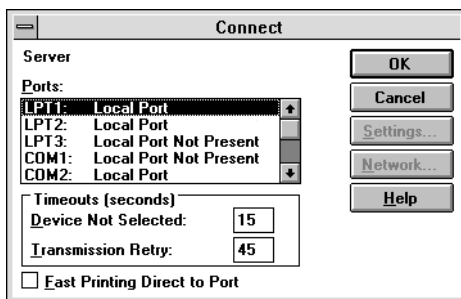 Connect
Server
Ports:
LPT1: Local Port
LPT2: Local Port
LPT3: Local Port Not Present
COM1: Local Port Not Present
COM2: Local Port
Timeouts (seconds)
Device Not Selected: 15
Transmission Retry: 45
Fast Printing Direct to Port
OK
Cancel
Settings...
Network...
Help